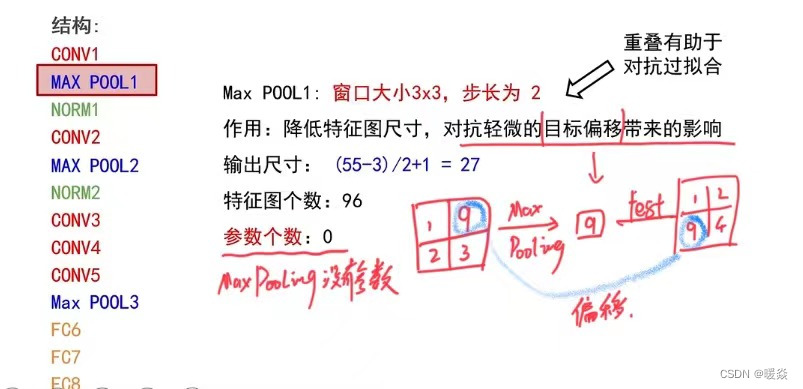 结构:
CONV1
MAX POOL1
NORM1
CONV2
MAX POOL2
NORM2
CONV3
CONV4
CONV5
Max POOL3
FC6
FC7
FC8
重叠有助于
对抗过拟合
Max POOL1: 窗口大小3x3，步长为 2
作用：降低特征图尺寸，对抗轻微的目标偏移带来的影响
输出尺寸： (55-3)/2+1 = 27
特征图个数：96
参数个数：0
Max Pooling 没有参数
1 9
2 3
Max
Pooling
9
test
1 2
9 4
偏移.
CSDN @暖焱